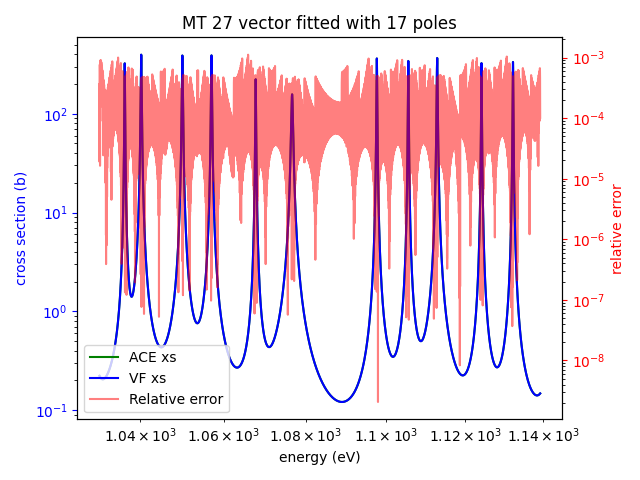 MT 27 vector fitted with 17 poles
cross section (b)
10²
10¹
10⁰
10⁻¹
10⁻³
10⁻⁴
10⁻⁵
10⁻⁶
10⁻⁷
10⁻⁸
relative error
ACE xs
VF xs
Relative error
1.04 × 10³ 1.06 × 10³ 1.08 × 10³ 1.1 × 10³ 1.12 × 10³ 1.14 × 10³
energy (eV)